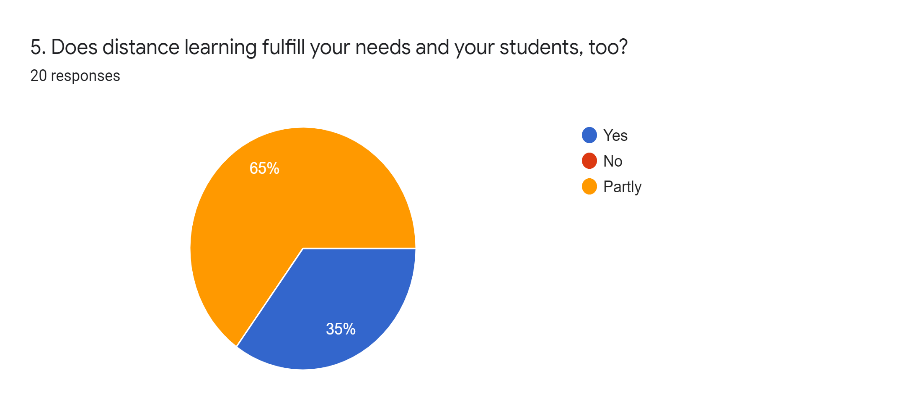 5. Does distance learning fulfill your needs and your students, too?
20 responses
Yes
No
Partly
65%
35%